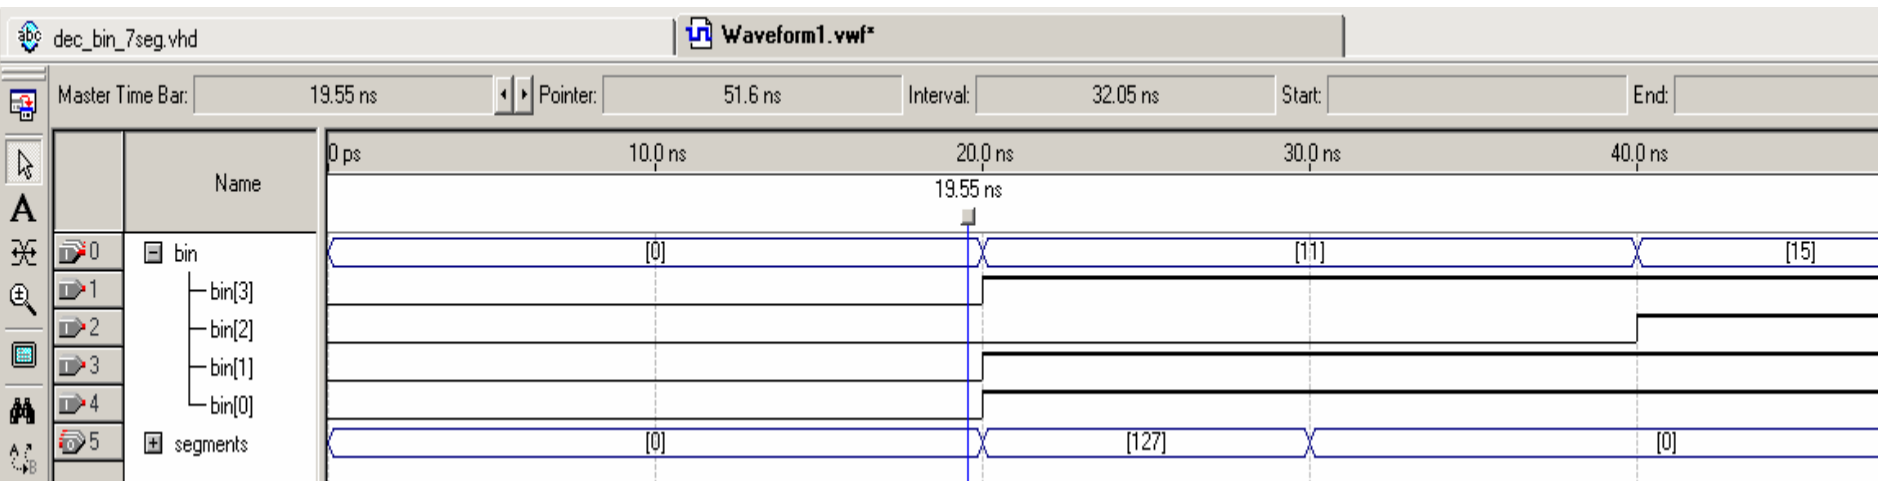 abc dec_bin_7seg.vhd Waveform1.vwf*
Master Time Bar: 19.55 ns Pointer: 51.6 ns Interval: 32.05 ns Start: End:
0 ps 10.0 ns 20.0 ns 30.0 ns 40.0 ns
Name
19.55 ns
A
0 bin [0] [11] [15]
1 bin[3]
2 bin[2]
3 bin[1]
4 bin[0]
5 segments [0] [127] [0]
A B